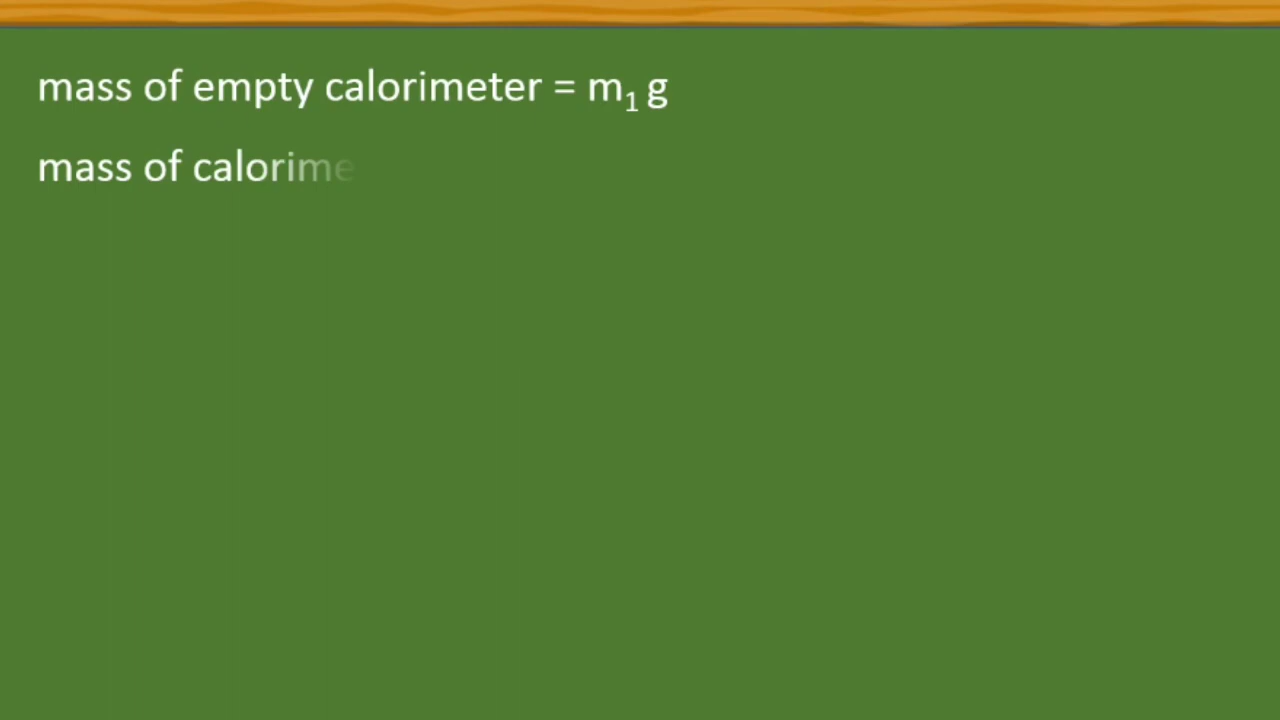 mass of empty calorimeter = m₁ g
mass of calorime